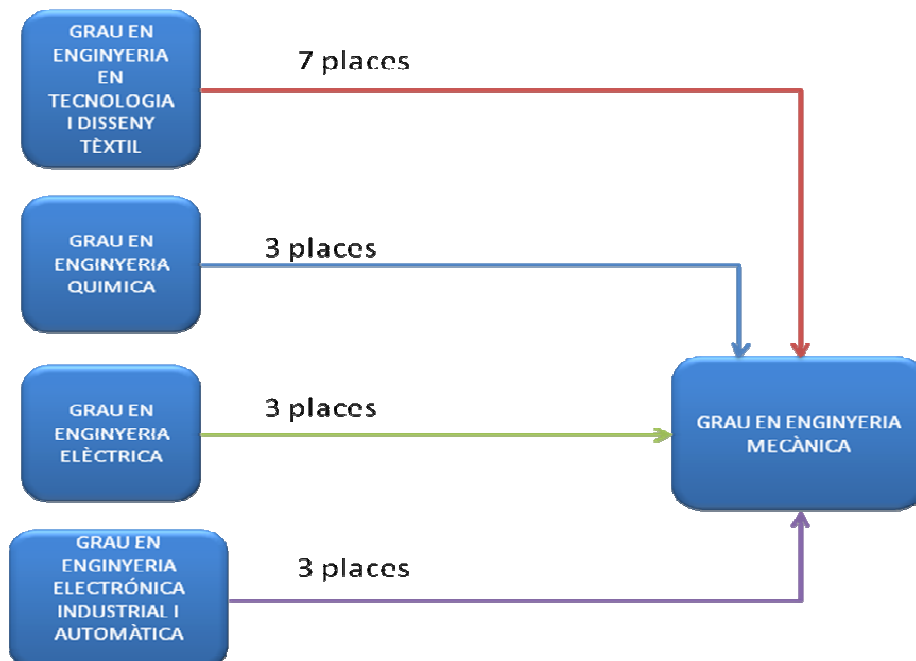 GRAU EN
ENGINYERIA
EN
TECNOLOGIA
I DISSENY
TÈXTIL
7 places
GRAU EN
ENGINYERIA
QUIMICA
3 places
GRAU EN
ENGINYERIA
ELÈCTRICA
3 places
GRAU EN ENGINYERIA
MECÀNICA
GRAU EN
ENGINYERIA
ELECTRÓNICA
INDUSTRIAL I
AUTOMÀTICA
3 places